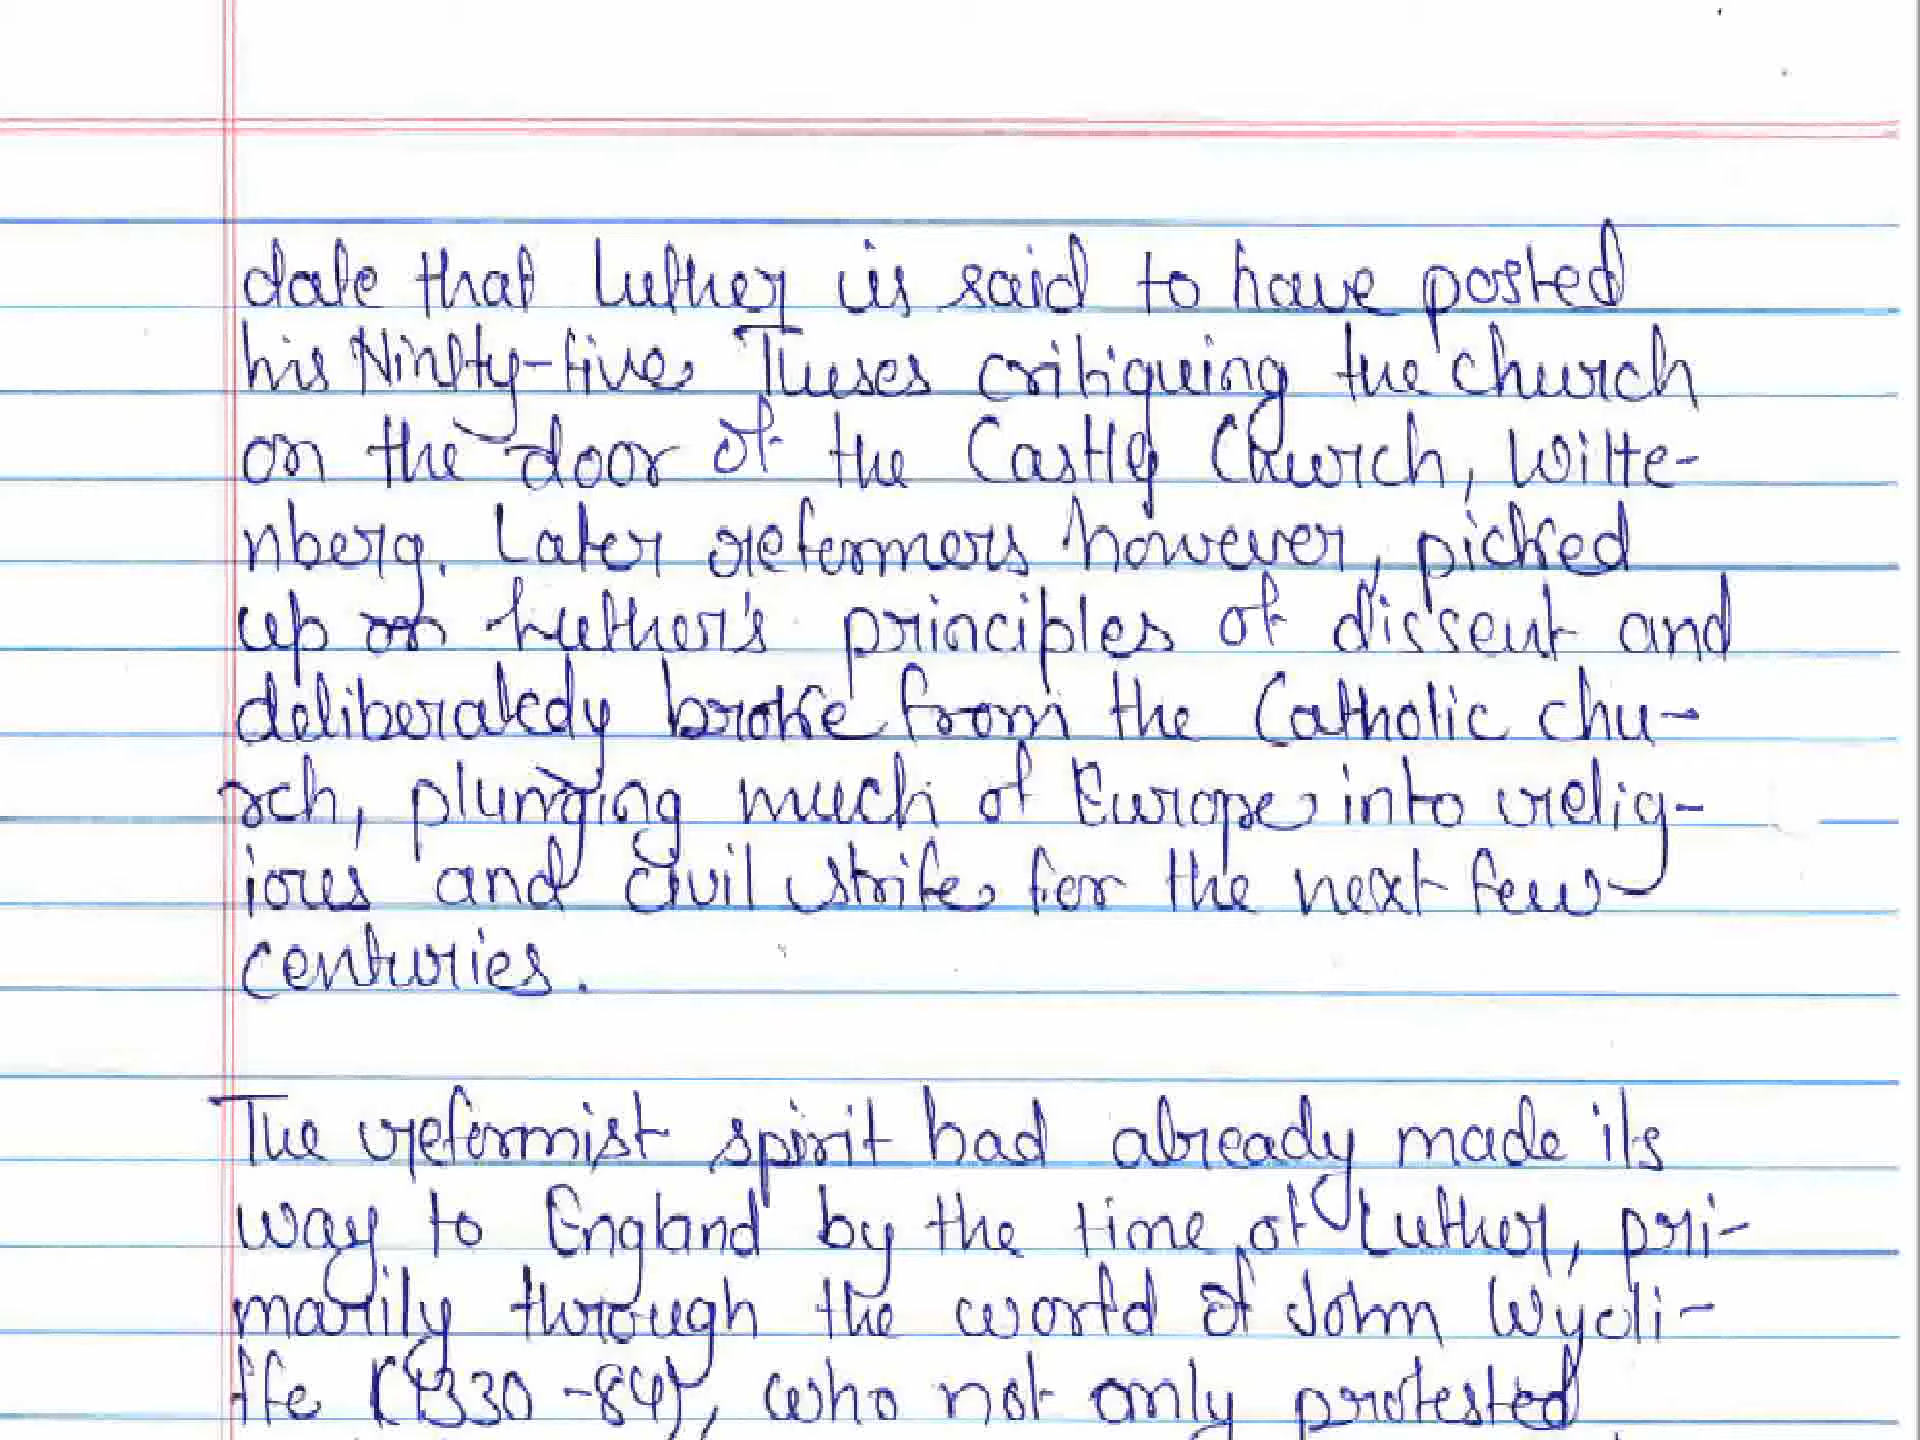 date that Luther is said to have posted
his Ninety-five Theses critiquing the church
on the door of the Castle Church, Witte-
nberg. Later reformers however, picked
up on Luther's principles of dissent and
deliberately broke from the Catholic chu-
rch, plunging much of Europe into relig-
ious and civil strife for the next few
centuries.
The reformist spirit had already made its
way to England by the time of Luther, pri-
marily through the world of John Wycli-
ffe (1330-84), who not only protested